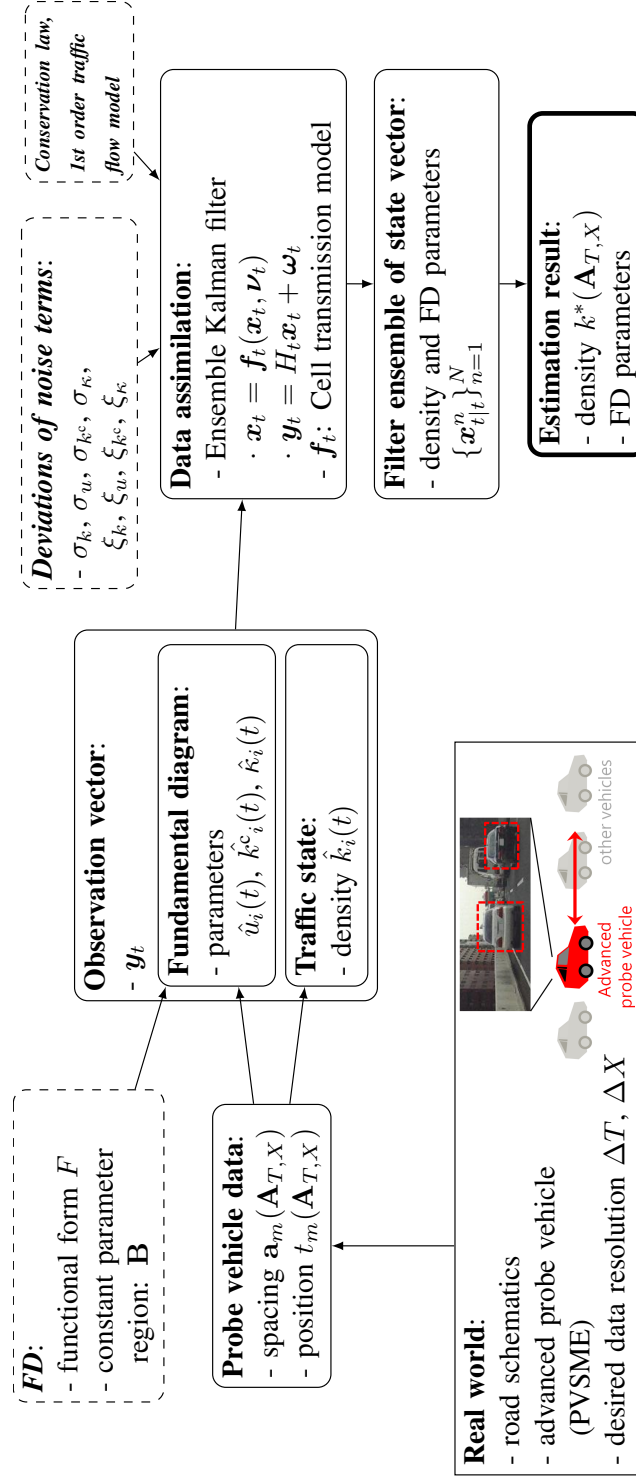 FD:
- functional form F
- constant parameter
region: B
Probe vehicle data:
- spacing a_m(A_{T,X})
- position t_m(A_{T,X})
Real world:
- road schematics
- advanced probe vehicle
(PVSME)
- desired data resolution ΔT, ΔX
Advanced
probe vehicle
other vehicles
Observation vector:
- y_t
Fundamental diagram:
- parameters
û_i(t), k̂^c_i(t), κ̂_i(t)
Traffic state:
- density k̂_i(t)
Deviations of noise terms:
- σ_k, σ_u, σ_{k^c}, σ_κ,
ξ_k, ξ_u, ξ_{k^c}, ξ_κ
Conservation law,
1st order traffic
flow model
Data assimilation:
- Ensemble Kalman filter
· x_t = f_t(x_t, ν_t)
· y_t = H_t x_t + ω_t
- f_t: Cell transmission model
Filter ensemble of state vector:
- density and FD parameters
{x^n_{t|t}}^N_{n=1}
Estimation result:
- density k*(A_{T,X})
- FD parameters